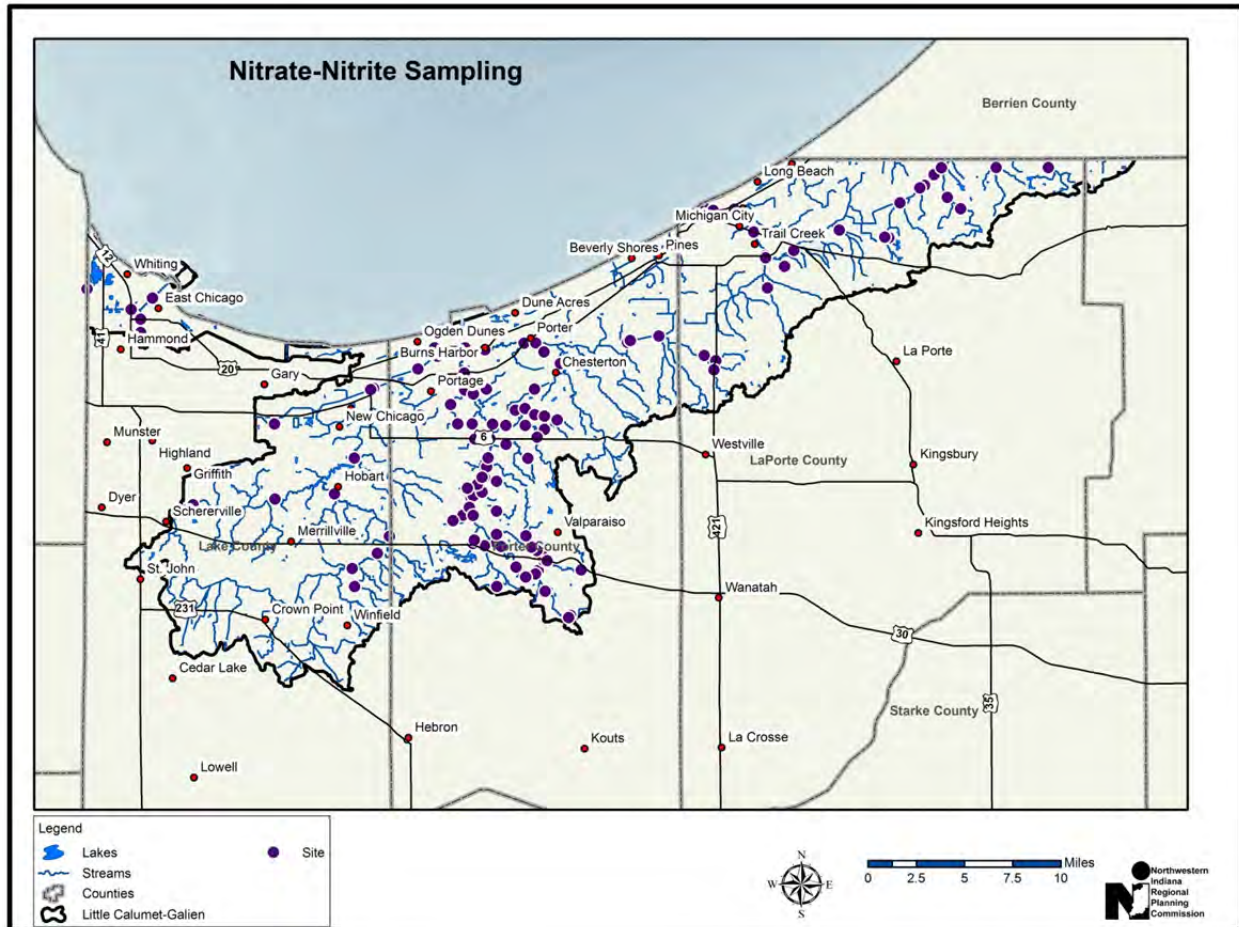 Nitrate-Nitrite Sampling
Berrien County
Long Beach
Michigan City
Trail Creek
Beverly Shores
Pines
12
Whiting
East Chicago
Dune Acres
41
Hammond
Ogden Dunes
Porter
Burns Harbor
20
Gary
Portage
Chesterton
La Porte
New Chicago
Munster
6
Highland
Westville
LaPorte County
Kingsbury
Griffith
Hobart
Dyer
Schererville
Valparaiso
421
Kingsford Heights
Lake County
Merrillville
Porter County
St. John
Wanatah
231
Crown Point
Winfield
30
Cedar Lake
Starke County
35
Hebron
Kouts
La Crosse
Lowell
Legend
Lakes
Site
Streams
Counties
Little Calumet-Galien
N
W
E
S
Miles
0 2.5 5 7.5 10
Northwestern
Indiana
Regional
Planning
Commission